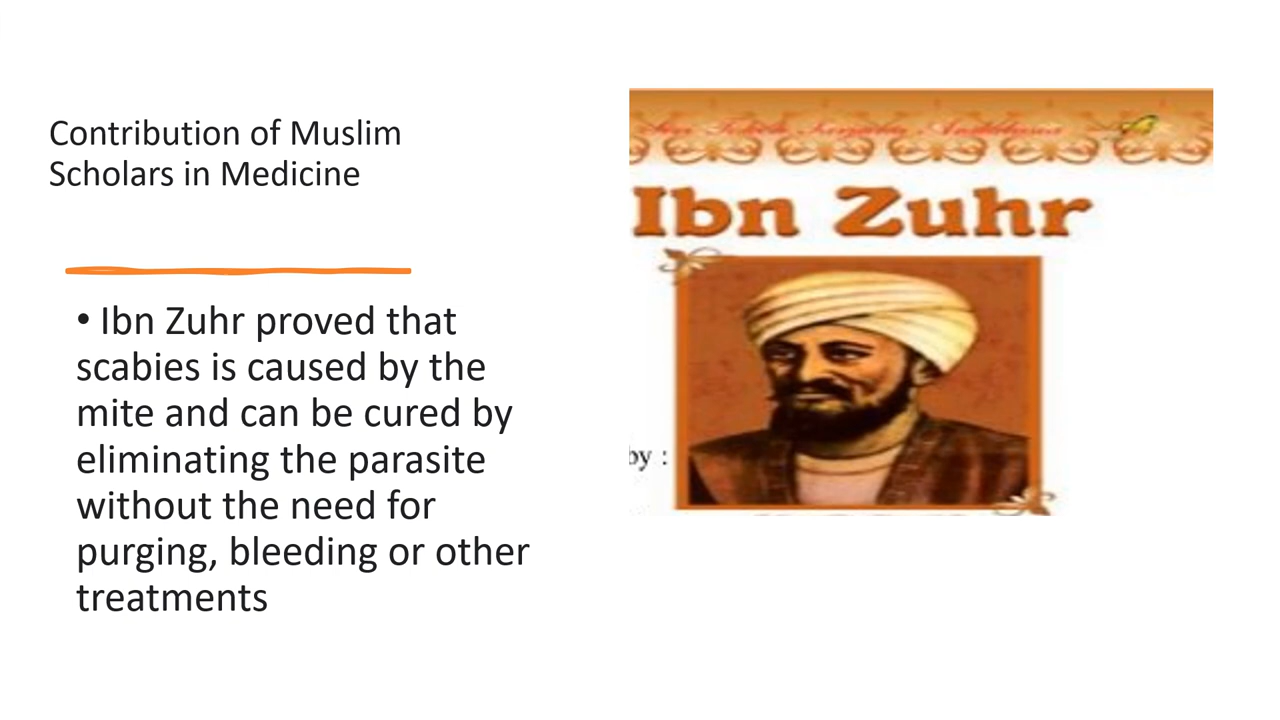 Contribution of Muslim
Scholars in Medicine
• Ibn Zuhr proved that
scabies is caused by the
mite and can be cured by
eliminating the parasite
without the need for
purging, bleeding or other
treatments
Ibn Zuhr
by :